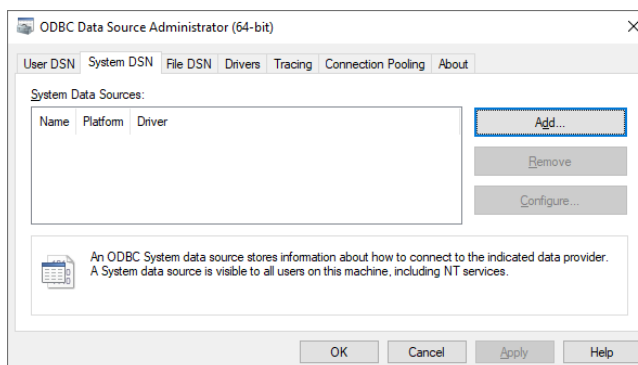 ODBC Data Source Administrator (64-bit)
User DSN System DSN File DSN Drivers Tracing Connection Pooling About
System Data Sources:
Name Platform Driver
Add...
Remove
Configure...
An ODBC System data source stores information about how to connect to the indicated data provider.
A System data source is visible to all users on this machine, including NT services.
OK Cancel Apply Help